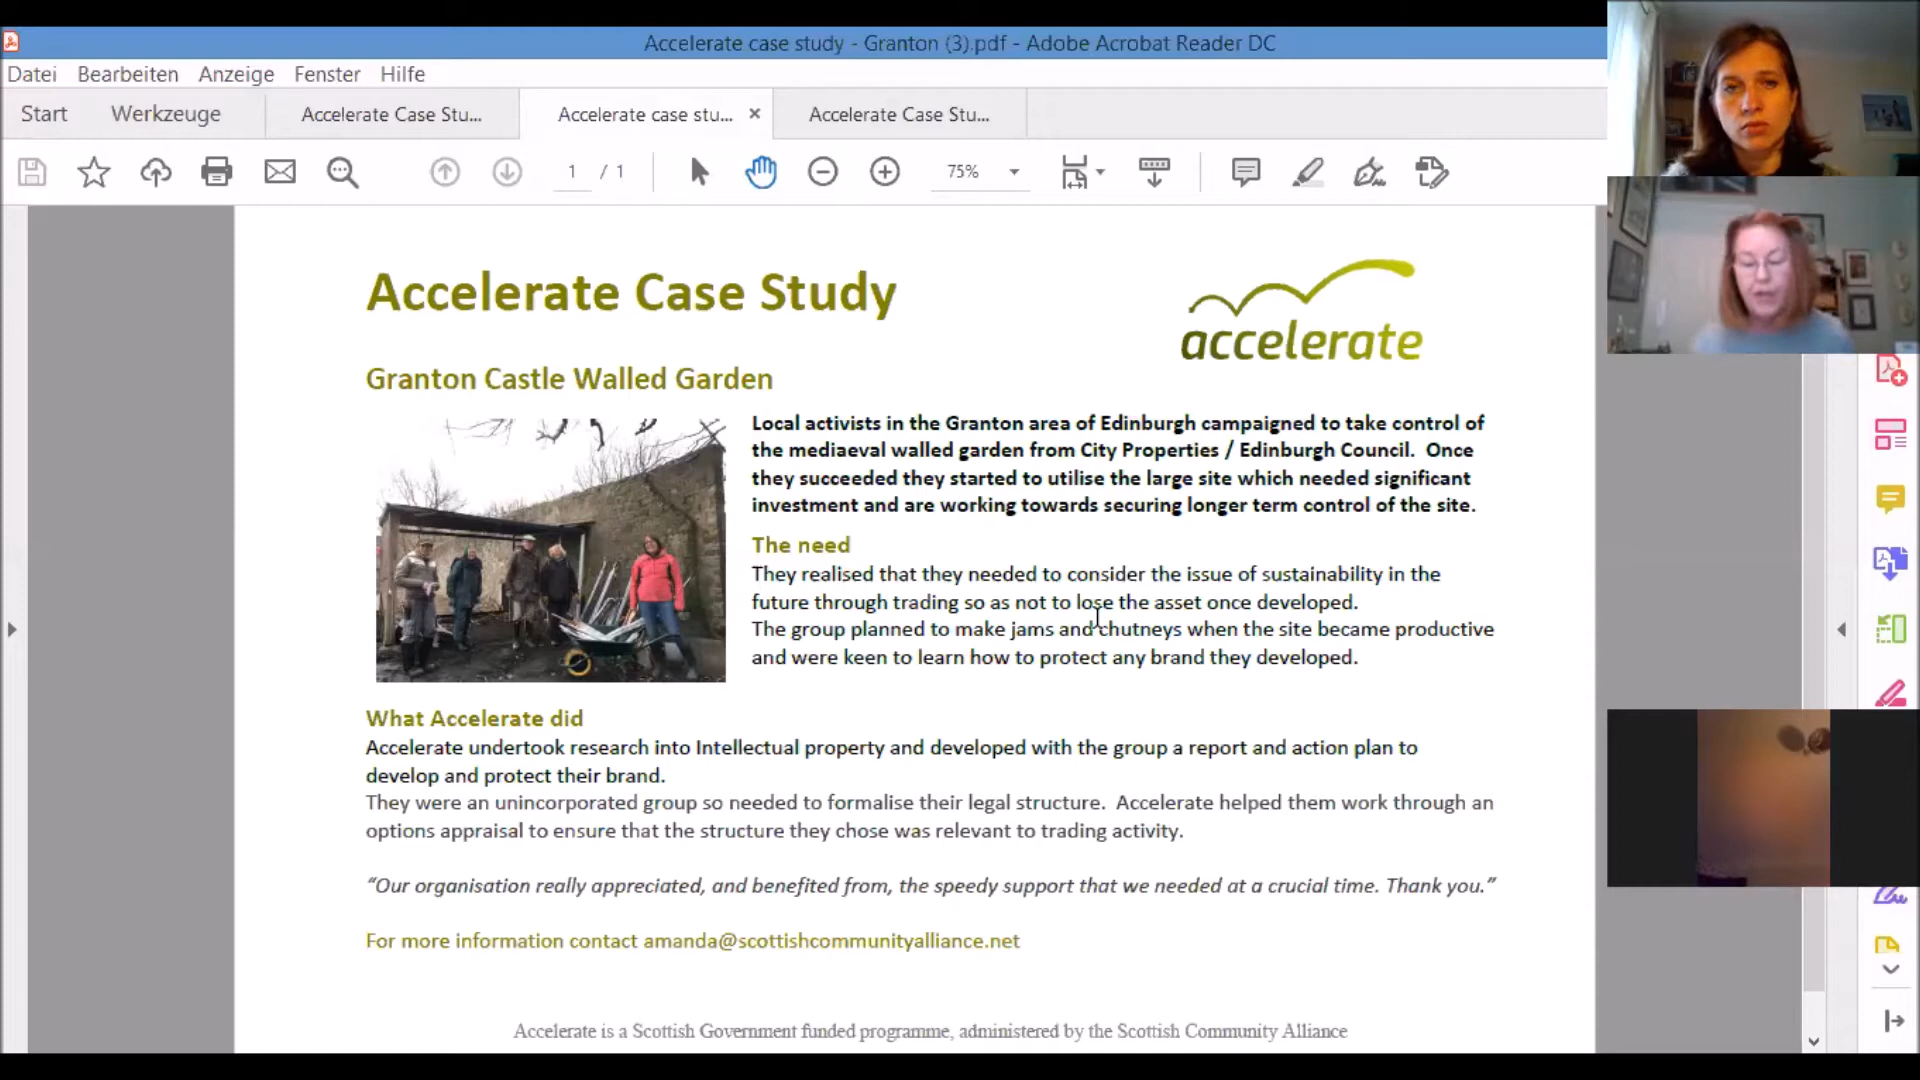 Accelerate case study - Granton (3).pdf - Adobe Acrobat Reader DC
Datei Bearbeiten Anzeige Fenster Hilfe
Start Werkzeuge Accelerate Case Stu... Accelerate case stu... × Accelerate Case Stu...
1 / 1 75%
Accelerate Case Study
accelerate
Granton Castle Walled Garden
Local activists in the Granton area of Edinburgh campaigned to take control of
the mediaeval walled garden from City Properties / Edinburgh Council. Once
they succeeded they started to utilise the large site which needed significant
investment and are working towards securing longer term control of the site.
The need
They realised that they needed to consider the issue of sustainability in the
future through trading so as not to lose the asset once developed.
The group planned to make jams and chutneys when the site became productive
and were keen to learn how to protect any brand they developed.
What Accelerate did
Accelerate undertook research into Intellectual property and developed with the group a report and action plan to
develop and protect their brand.
They were an unincorporated group so needed to formalise their legal structure. Accelerate helped them work through an
options appraisal to ensure that the structure they chose was relevant to trading activity.
“Our organisation really appreciated, and benefited from, the speedy support that we needed at a crucial time. Thank you.”
For more information contact amanda@scottishcommunityalliance.net
Accelerate is a Scottish Government funded programme, administered by the Scottish Community Alliance